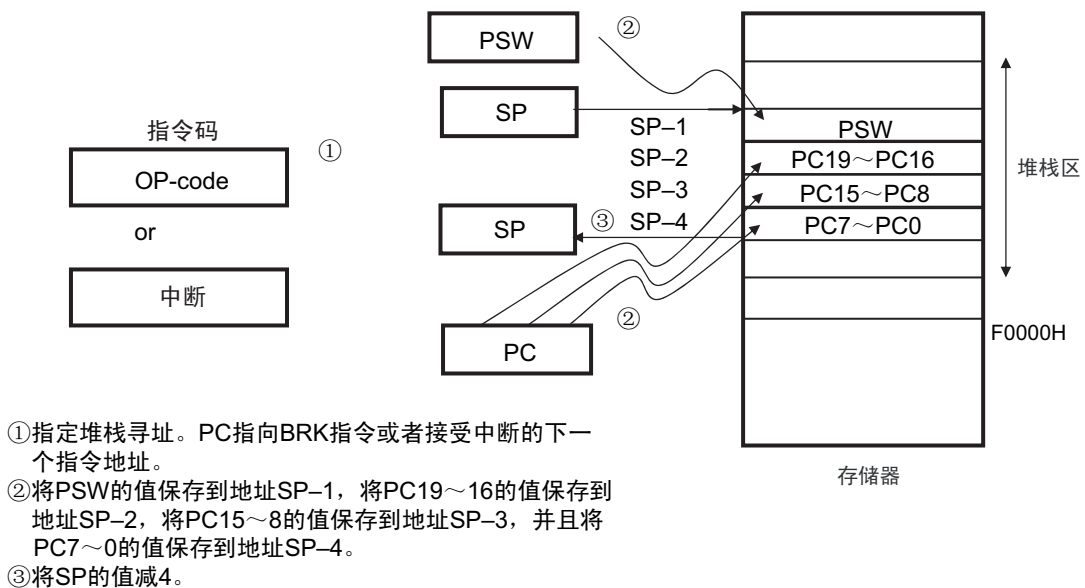 PSW
②
SP
指令码
①
OP-code
or
中断
SP–1
SP–2
SP–3
SP–4
PSW
PC19～PC16
PC15～PC8
PC7～PC0
堆栈区
SP
③
②
PC
F0000H
存储器
①指定堆栈寻址。PC指向BRK指令或者接受中断的下一
个指令地址。
②将PSW的值保存到地址SP–1，将PC19～16的值保存到
地址SP–2，将PC15～8的值保存到地址SP–3，并且将
PC7～0的值保存到地址SP–4。
③将SP的值减4。